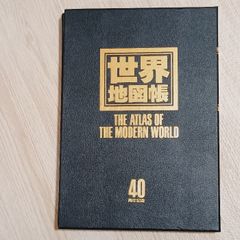 世界
地図帳
THE ATLAS OF
THE MODERN WORLD
40